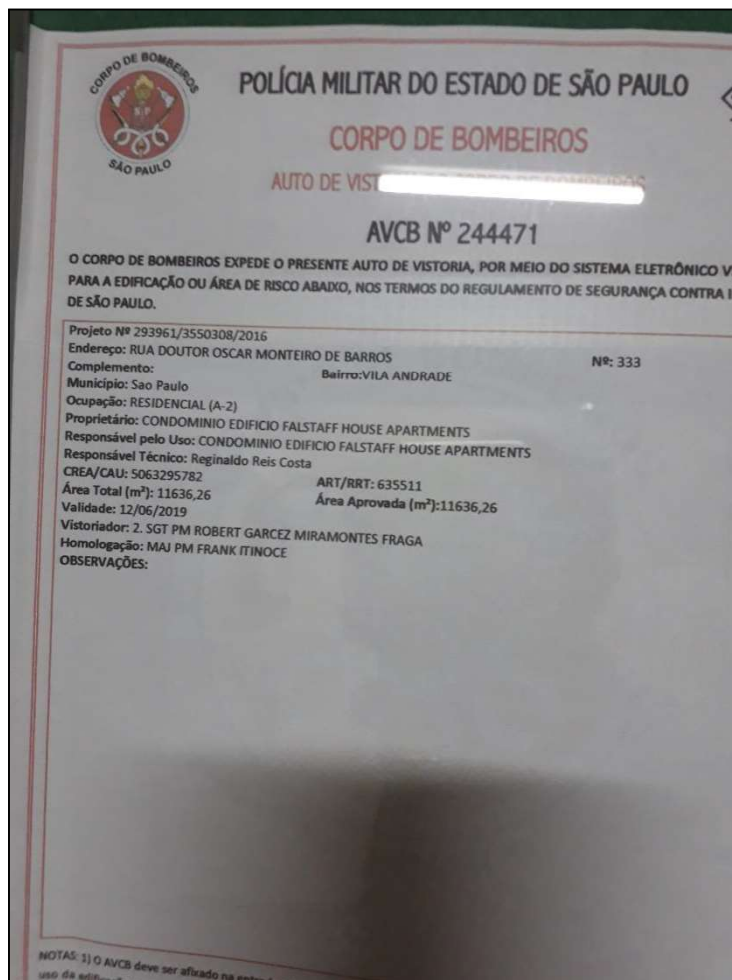 CORPO DE BOMBEIROS
SÃO PAULO
POLÍCIA MILITAR DO ESTADO DE SÃO PAULO
CORPO DE BOMBEIROS
AUTO DE VIST
AVCB Nº 244471
O CORPO DE BOMBEIROS EXPEDE O PRESENTE AUTO DE VISTORIA, POR MEIO DO SISTEMA ELETRÔNICO V
PARA A EDIFICAÇÃO OU ÁREA DE RISCO ABAIXO, NOS TERMOS DO REGULAMENTO DE SEGURANÇA CONTRA I
DE SÃO PAULO.
Projeto Nº 293961/3550308/2016
Endereço: RUA DOUTOR OSCAR MONTEIRO DE BARROS Nº: 333
Complemento: Bairro:VILA ANDRADE
Municipio: Sao Paulo
Ocupação: RESIDENCIAL (A-2)
Proprietário: CONDOMINIO EDIFICIO FALSTAFF HOUSE APARTMENTS
Responsável pelo Uso: CONDOMINIO EDIFICIO FALSTAFF HOUSE APARTMENTS
Responsável Técnico: Reginaldo Reis Costa
CREA/CAU: 5063295782 ART/RRT: 635511
Área Total (m²): 11636,26 Área Aprovada (m²):11636,26
Validade: 12/06/2019
Vistoriador: 2. SGT PM ROBERT GARCEZ MIRAMONTES FRAGA
Homologação: MAJ PM FRANK ITINOCE
OBSERVAÇÕES:
NOTAS: 1) O AVCB deve ser afixado na
uso da